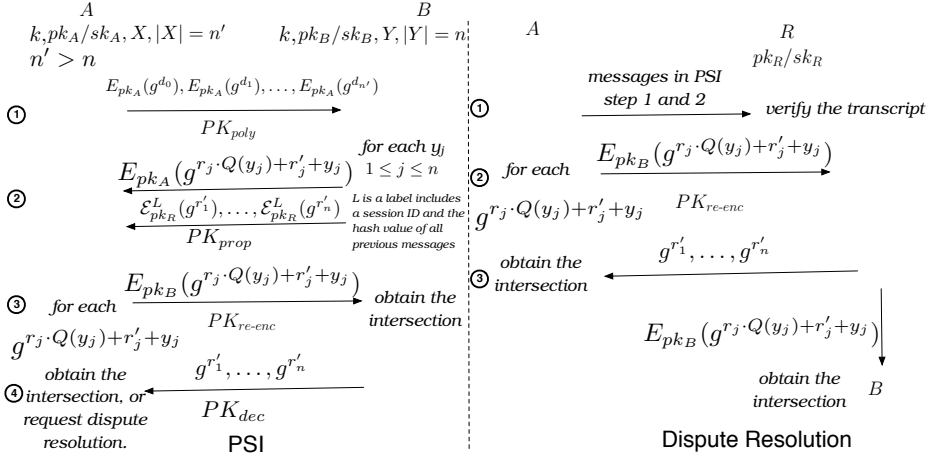 A
B
k, pk_A/sk_A, X, |X| = n'
k, pk_B/sk_B, Y, |Y| = n
n' > n
① E_{pk_A}(g^{d_0}), E_{pk_A}(g^{d_1}), . . . , E_{pk_A}(g^{d_{n'}})
PK_{poly}
② E_{pk_A}(g^{r_j·Q(y_j)+r'_j+y_j})
for each y_j
1 ≤ j ≤ n
ℰ^L_{pk_R}(g^{r'_1}), . . . , ℰ^L_{pk_R}(g^{r'_n})
PK_{prop}
L is a label includes
a session ID and the
hash value of all
previous messages
③ for each
g^{r_j·Q(y_j)+r'_j+y_j}
E_{pk_B}(g^{r_j·Q(y_j)+r'_j+y_j})
PK_{re-enc}
obtain the
intersection
④ obtain the
intersection, or
request dispute
resolution.
g^{r'_1}, . . . , g^{r'_n}
PK_{dec}
PSI
A
R
pk_R/sk_R
① messages in PSI
step 1 and 2
verify the transcript
② for each
g^{r_j·Q(y_j)+r'_j+y_j}
E_{pk_B}(g^{r_j·Q(y_j)+r'_j+y_j})
PK_{re-enc}
③ obtain the
intersection
g^{r'_1}, . . . , g^{r'_n}
E_{pk_B}(g^{r_j·Q(y_j)+r'_j+y_j})
obtain the
intersection
B
Dispute Resolution